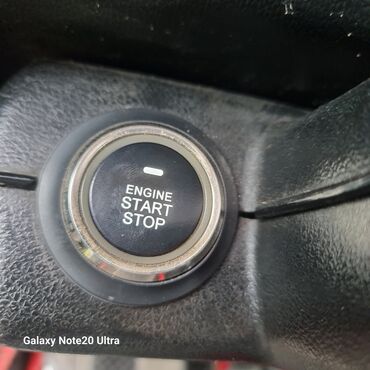 ENGINE
START
STOP
Galaxy Note20 Ultra